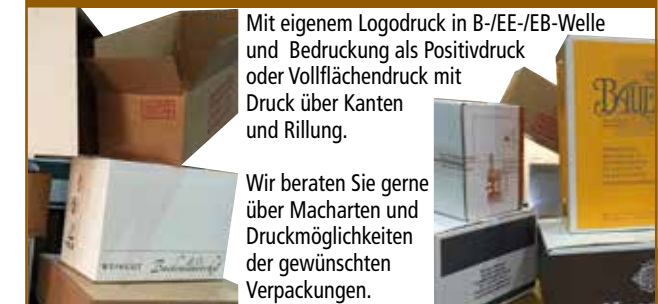 Mit eigenem Logodruck in B-/EE-/EB-Welle
und Bedruckung als Positivdruck
oder Vollflächendruck mit
Druck über Kanten
und Rillung.
Wir beraten Sie gerne
über Macharten und
Druckmöglichkeiten
der gewünschten
Verpackungen.
WEINGUT